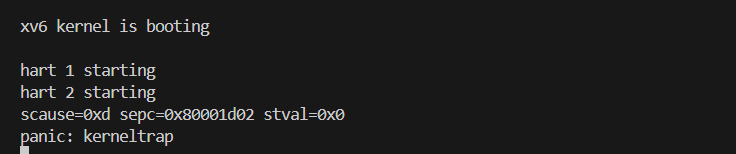 xv6 kernel is booting
hart 1 starting
hart 2 starting
scause=0xd sepc=0x80001d02 stval=0x0
panic: kerneltrap